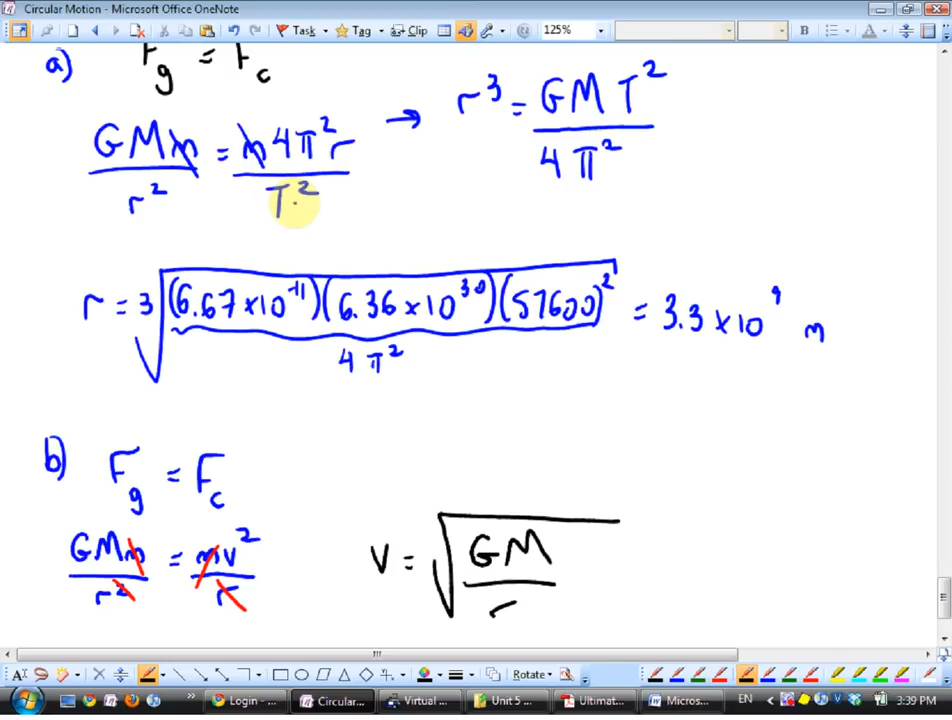 Circular Motion - Microsoft Office OneNote
Task Tag Clip 125% B A
a) Fg = Fc
GMm/r² = m4π²r/T² → r³ = GMT²/4π²
r = ³√((6.67 x 10⁻¹¹)(6.36 x 10³⁰)(57600)²/4π²) = 3.3 x 10⁹ m
b) Fg = Fc
GMm/r² = mv²/r v = √(GM/r)
Rotate
Login - ... Circular... Virtual ... Unit 5 ... Ultimat... Micros... EN 3:39 PM